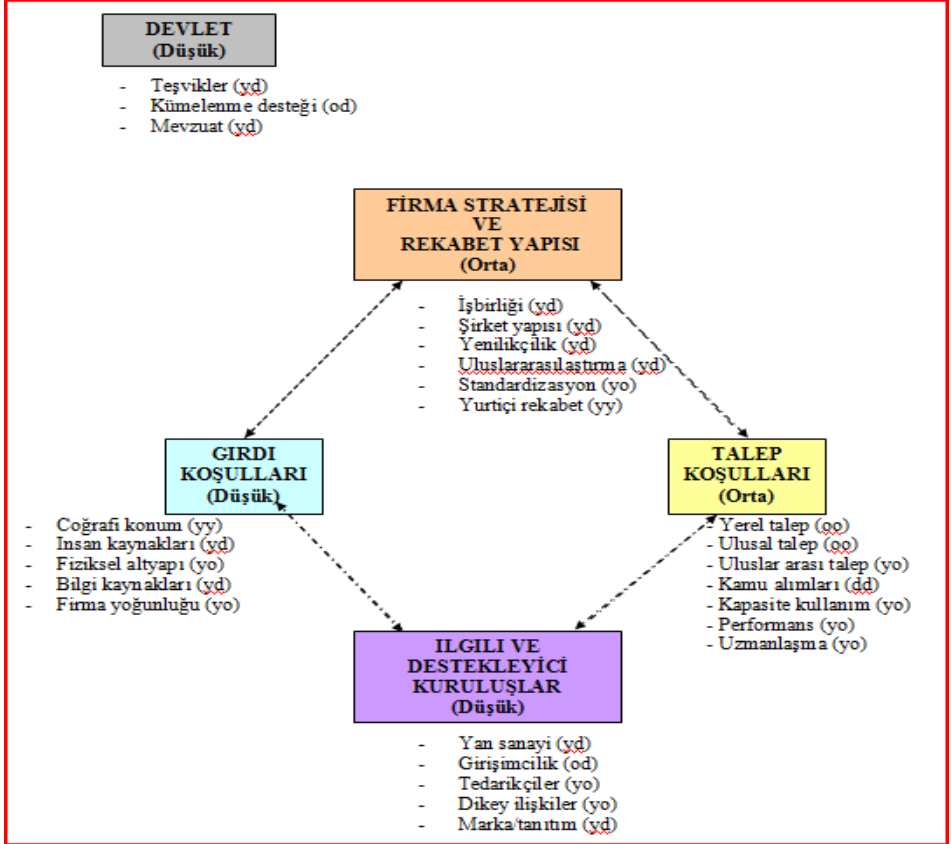 DEVLET
(Düşük)
- Teşvikler (yd)
- Kümelenme desteği (od)
- Mevzuat (yd)
FİRMA STRATEJİSİ
VE
REKABET YAPISI
(Orta)
- İşbirliği (yd)
- Şirket yapısı (yd)
- Yenilikçilik (yd)
- Uluslararasılaştırma (yd)
- Standardizasyon (yo)
- Yurtiçi rekabet (yy)
GIRDI
KOŞULLARI
(Düşük)
- Coğrafi konum (yy)
- Insan kaynakları (yd)
- Fiziksel altyapı (yo)
- Bilgi kaynakları (yd)
- Firma yoğunluğu (yo)
TALEP
KOŞULLARI
(Orta)
- Yerel talep (oo)
- Ulusal talep (oo)
- Uluslar arası talep (yo)
- Kamu alımları (dd)
- Kapasite kullanım (yo)
- Performans (yo)
- Uzmanlaşma (yo)
ILGILI VE
DESTEKLEYİCİ
KURULUŞLAR
(Düşük)
- Yan sanayi (yd)
- Girişimcilik (od)
- Tedarikçiler (yo)
- Dikey ilişkiler (yo)
- Marka/tanıtım (yd)